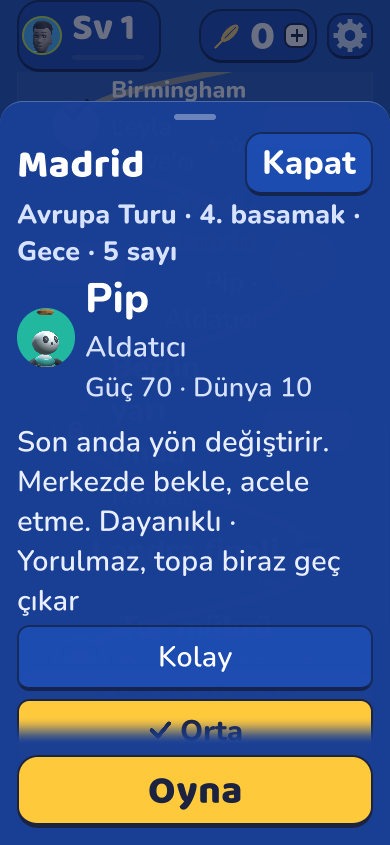 Sv 1
0
Birmingham
Madrid
Kapat
Avrupa Turu · 4. basamak ·
Gece · 5 sayı
Pip
Aldatıcı
Güç 70 · Dünya 10
Son anda yön değiştirir.
Merkezde bekle, acele
etme. Dayanıklı ·
Yorulmaz, topa biraz geç
çıkar
Kolay
✓ Orta
Oyna